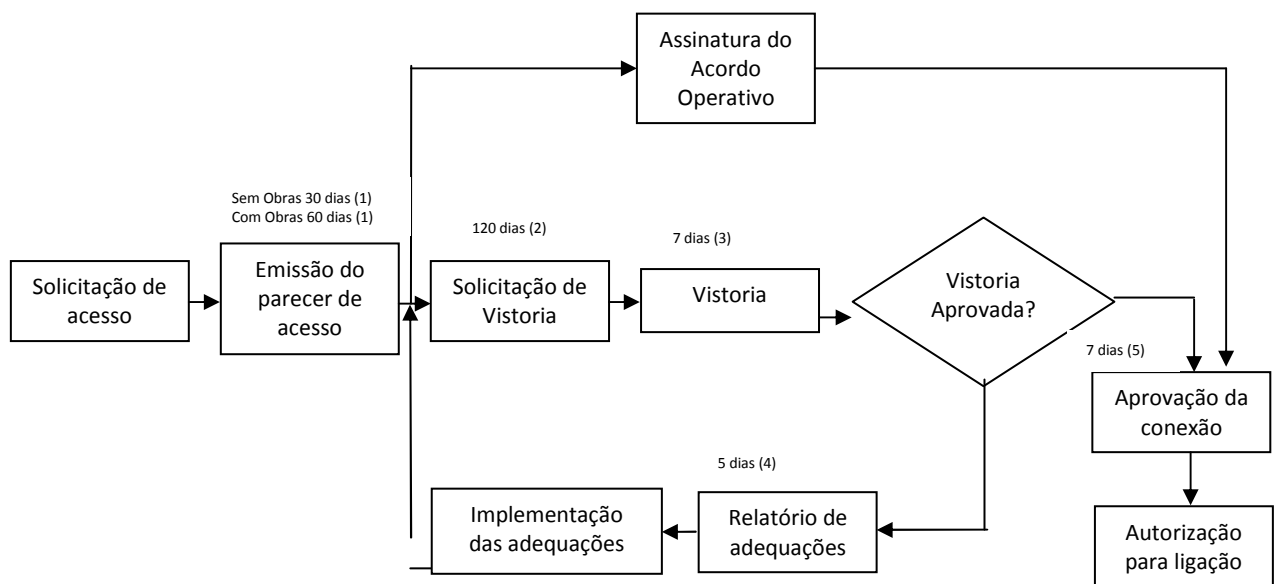 Assinatura do
Acordo
Operativo
Sem Obras 30 dias (1)
Com Obras 60 dias (1)
120 dias (2)
7 dias (3)
Solicitação de
acesso
Emissão do
parecer de
acesso
Solicitação de
Vistoria
Vistoria
Vistoria
Aprovada?
7 dias (5)
Aprovação da
conexão
5 dias (4)
Implementação
das adequações
Relatório de
adequações
Autorização
para ligação